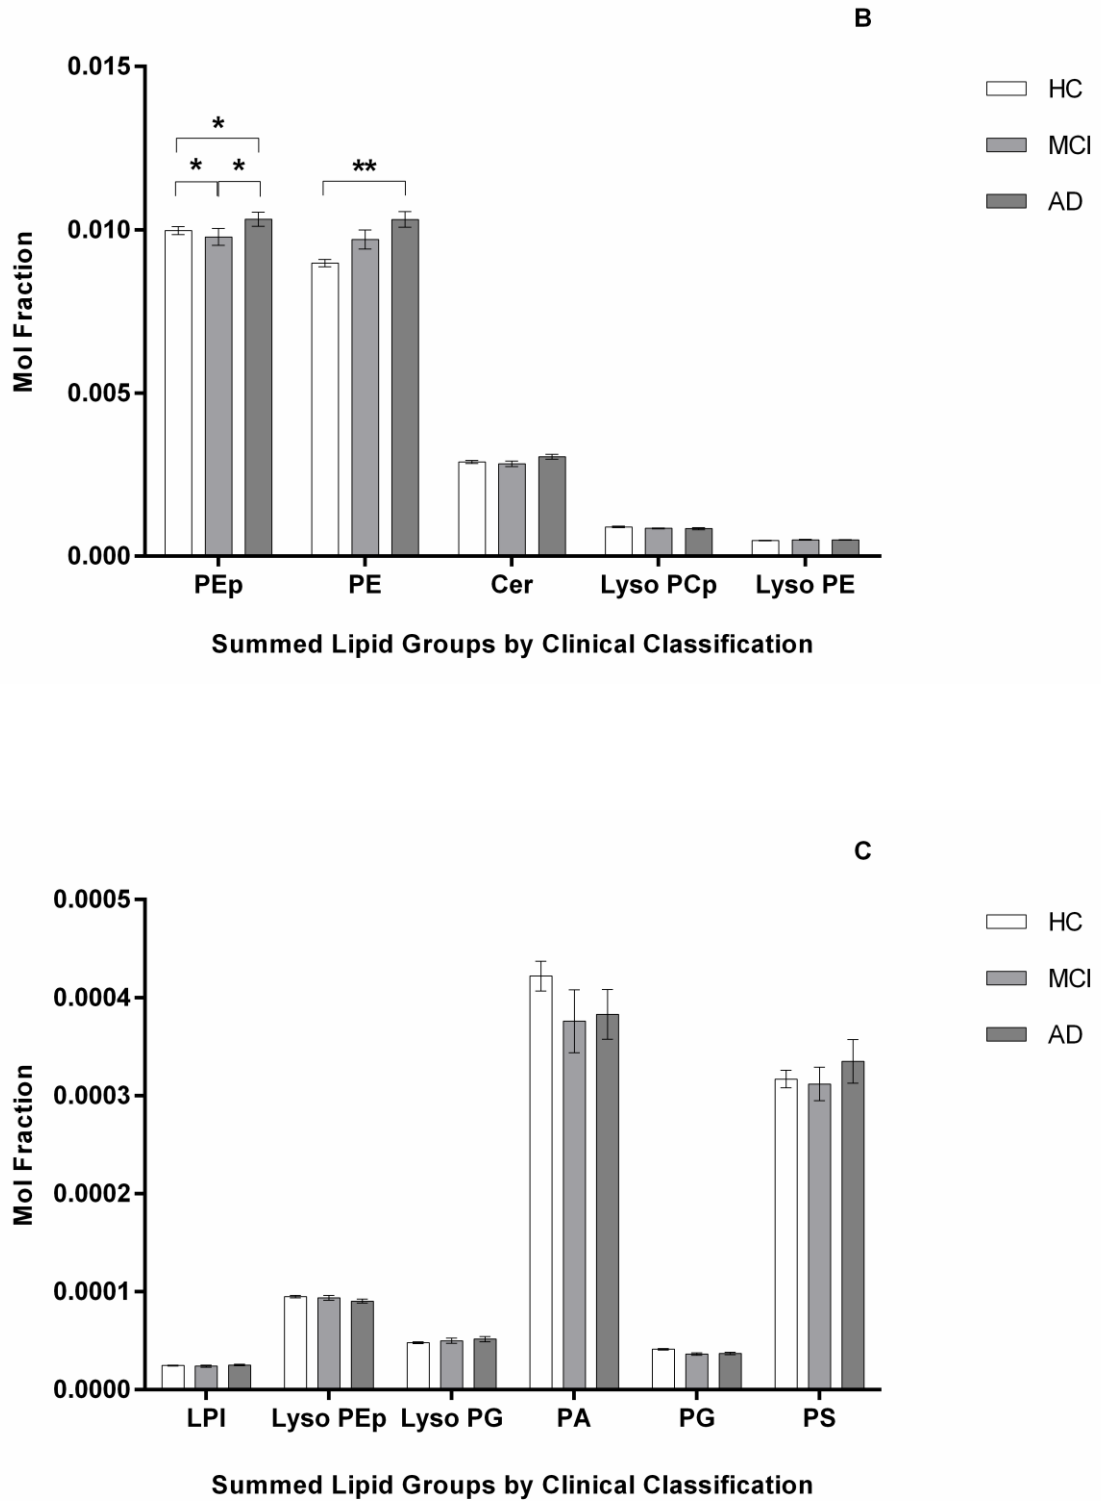 B
0.015
0.010
0.005
0.000
Mol Fraction
*
* *
**
HC
MCI
AD
PEp PE Cer Lyso PCp Lyso PE
Summed Lipid Groups by Clinical Classification
C
0.0005
0.0004
0.0003
0.0002
0.0001
0.0000
Mol Fraction
HC
MCI
AD
LPI Lyso PEp Lyso PG PA PG PS
Summed Lipid Groups by Clinical Classification